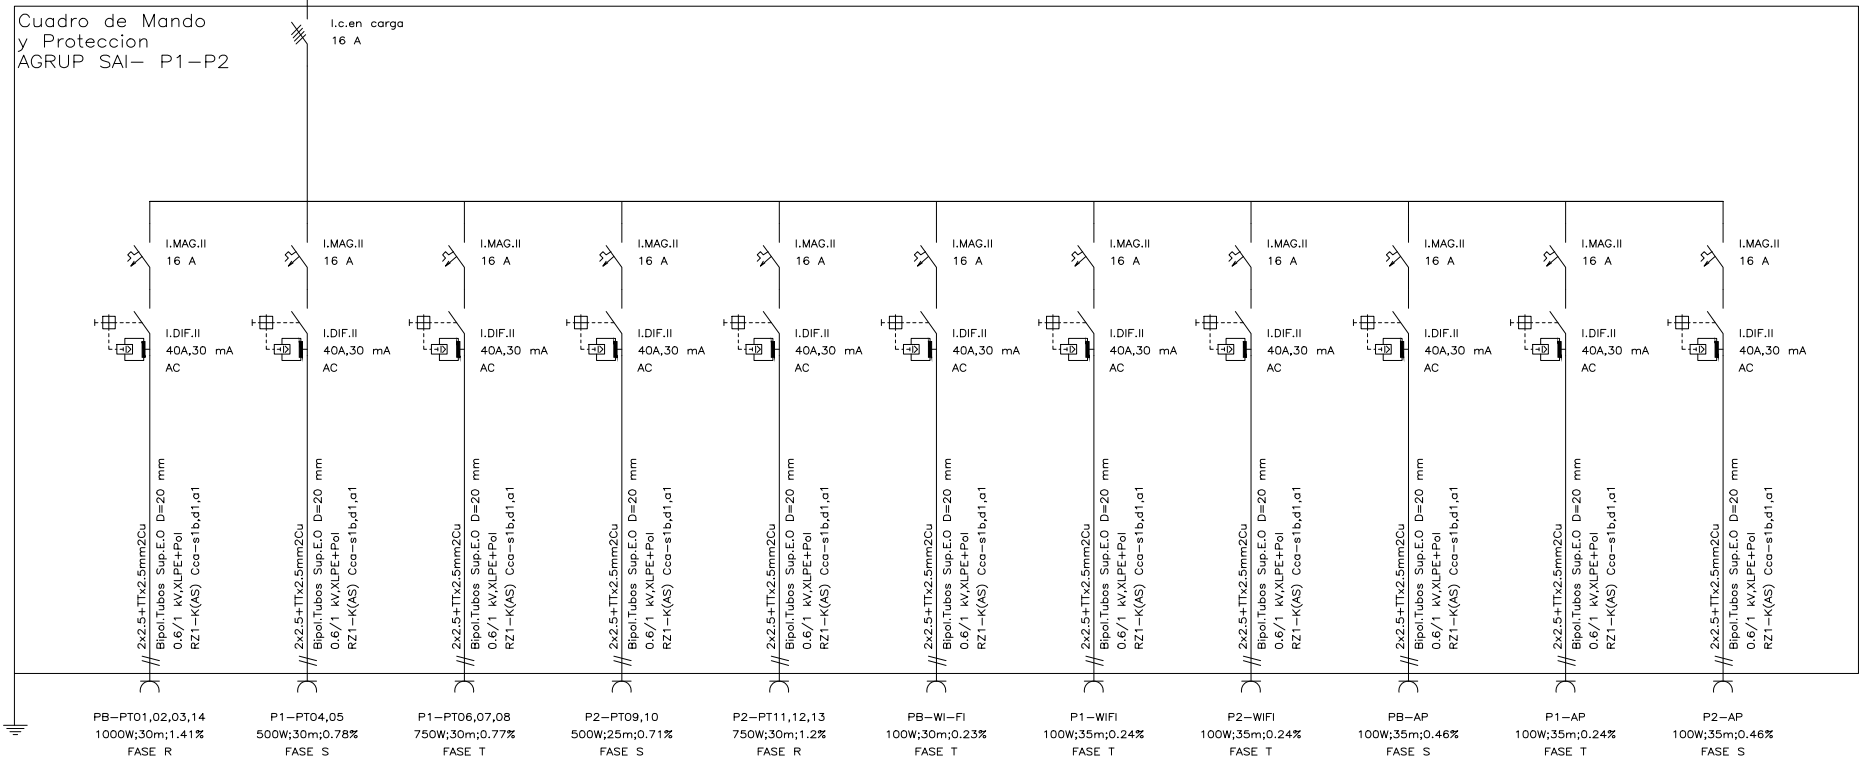 Cuadro de Mando
y Proteccion
AGRUP SAI- P1-P2
I.c.en carga
16 A
I.MAG.II
16 A
I.DIF.II
40A,30 mA
AC
2x2.5+TTx2.5mm2Cu
Bipol.Tubos Sup.E.O D=20 mm
0.6/1 kV,XLPE+Pol
RZ1-K(AS) Cca-s1b,d1,a1
PB-PT01,02,03,14
1000W;30m;1.41%
FASE R
I.MAG.II
16 A
I.DIF.II
40A,30 mA
AC
2x2.5+TTx2.5mm2Cu
Bipol.Tubos Sup.E.O D=20 mm
0.6/1 kV,XLPE+Pol
RZ1-K(AS) Cca-s1b,d1,a1
P1-PT04,05
500W;30m;0.78%
FASE S
I.MAG.II
16 A
I.DIF.II
40A,30 mA
AC
2x2.5+TTx2.5mm2Cu
Bipol.Tubos Sup.E.O D=20 mm
0.6/1 kV,XLPE+Pol
RZ1-K(AS) Cca-s1b,d1,a1
P1-PT06,07,08
750W;30m;0.77%
FASE T
I.MAG.II
16 A
I.DIF.II
40A,30 mA
AC
2x2.5+TTx2.5mm2Cu
Bipol.Tubos Sup.E.O D=20 mm
0.6/1 kV,XLPE+Pol
RZ1-K(AS) Cca-s1b,d1,a1
P2-PT09,10
500W;25m;0.71%
FASE S
I.MAG.II
16 A
I.DIF.II
40A,30 mA
AC
2x2.5+TTx2.5mm2Cu
Bipol.Tubos Sup.E.O D=20 mm
0.6/1 kV,XLPE+Pol
RZ1-K(AS) Cca-s1b,d1,a1
P2-PT11,12,13
750W;30m;1.2%
FASE R
I.MAG.II
16 A
I.DIF.II
40A,30 mA
AC
2x2.5+TTx2.5mm2Cu
Bipol.Tubos Sup.E.O D=20 mm
0.6/1 kV,XLPE+Pol
RZ1-K(AS) Cca-s1b,d1,a1
PB-WI-FI
100W;30m;0.23%
FASE T
I.MAG.II
16 A
I.DIF.II
40A,30 mA
AC
2x2.5+TTx2.5mm2Cu
Bipol.Tubos Sup.E.O D=20 mm
0.6/1 kV,XLPE+Pol
RZ1-K(AS) Cca-s1b,d1,a1
P1-WIFI
100W;35m;0.24%
FASE T
I.MAG.II
16 A
I.DIF.II
40A,30 mA
AC
2x2.5+TTx2.5mm2Cu
Bipol.Tubos Sup.E.O D=20 mm
0.6/1 kV,XLPE+Pol
RZ1-K(AS) Cca-s1b,d1,a1
P2-WIFI
100W;35m;0.24%
FASE T
I.MAG.II
16 A
I.DIF.II
40A,30 mA
AC
2x2.5+TTx2.5mm2Cu
Bipol.Tubos Sup.E.O D=20 mm
0.6/1 kV,XLPE+Pol
RZ1-K(AS) Cca-s1b,d1,a1
PB-AP
100W;35m;0.46%
FASE S
I.MAG.II
16 A
I.DIF.II
40A,30 mA
AC
2x2.5+TTx2.5mm2Cu
Bipol.Tubos Sup.E.O D=20 mm
0.6/1 kV,XLPE+Pol
RZ1-K(AS) Cca-s1b,d1,a1
P1-AP
100W;35m;0.24%
FASE T
I.MAG.II
16 A
I.DIF.II
40A,30 mA
AC
2x2.5+TTx2.5mm2Cu
Bipol.Tubos Sup.E.O D=20 mm
0.6/1 kV,XLPE+Pol
RZ1-K(AS) Cca-s1b,d1,a1
P2-AP
100W;35m;0.46%
FASE S